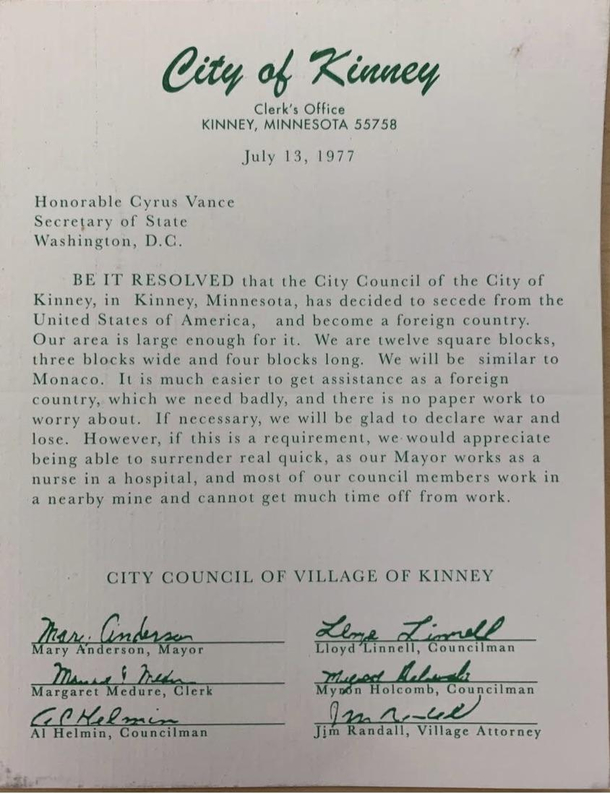 City of Kinney
Clerk's Office
KINNEY, MINNESOTA 55758
July 13, 1977
Honorable Cyrus Vance
Secretary of State
Washington, D.C.
BE IT RESOLVED that the City Council of the City of
Kinney, in Kinney, Minnesota, has decided to secede from the
United States of America, and become a foreign country.
Our area is large enough for it. We are twelve square blocks,
three blocks wide and four blocks long. We will be similar to
Monaco. It is much easier to get assistance as a foreign
country, which we need badly, and there is no paper work to
worry about. If necessary, we will be glad to declare war and
lose. However, if this is a requirement, we would appreciate
being able to surrender real quick, as our Mayor works as a
nurse in a hospital, and most of our council members work in
a nearby mine and cannot get much time off from work.
CITY COUNCIL OF VILLAGE OF KINNEY
Anderson
Mary Anderson, Mayor
Margaret Medure, Clerk
Helmin
Al Helmin, Councilman
Linnell
Lloyd Linnell, Councilman
Myron Holcomb, Councilman
Jim Randall, Village Attorney